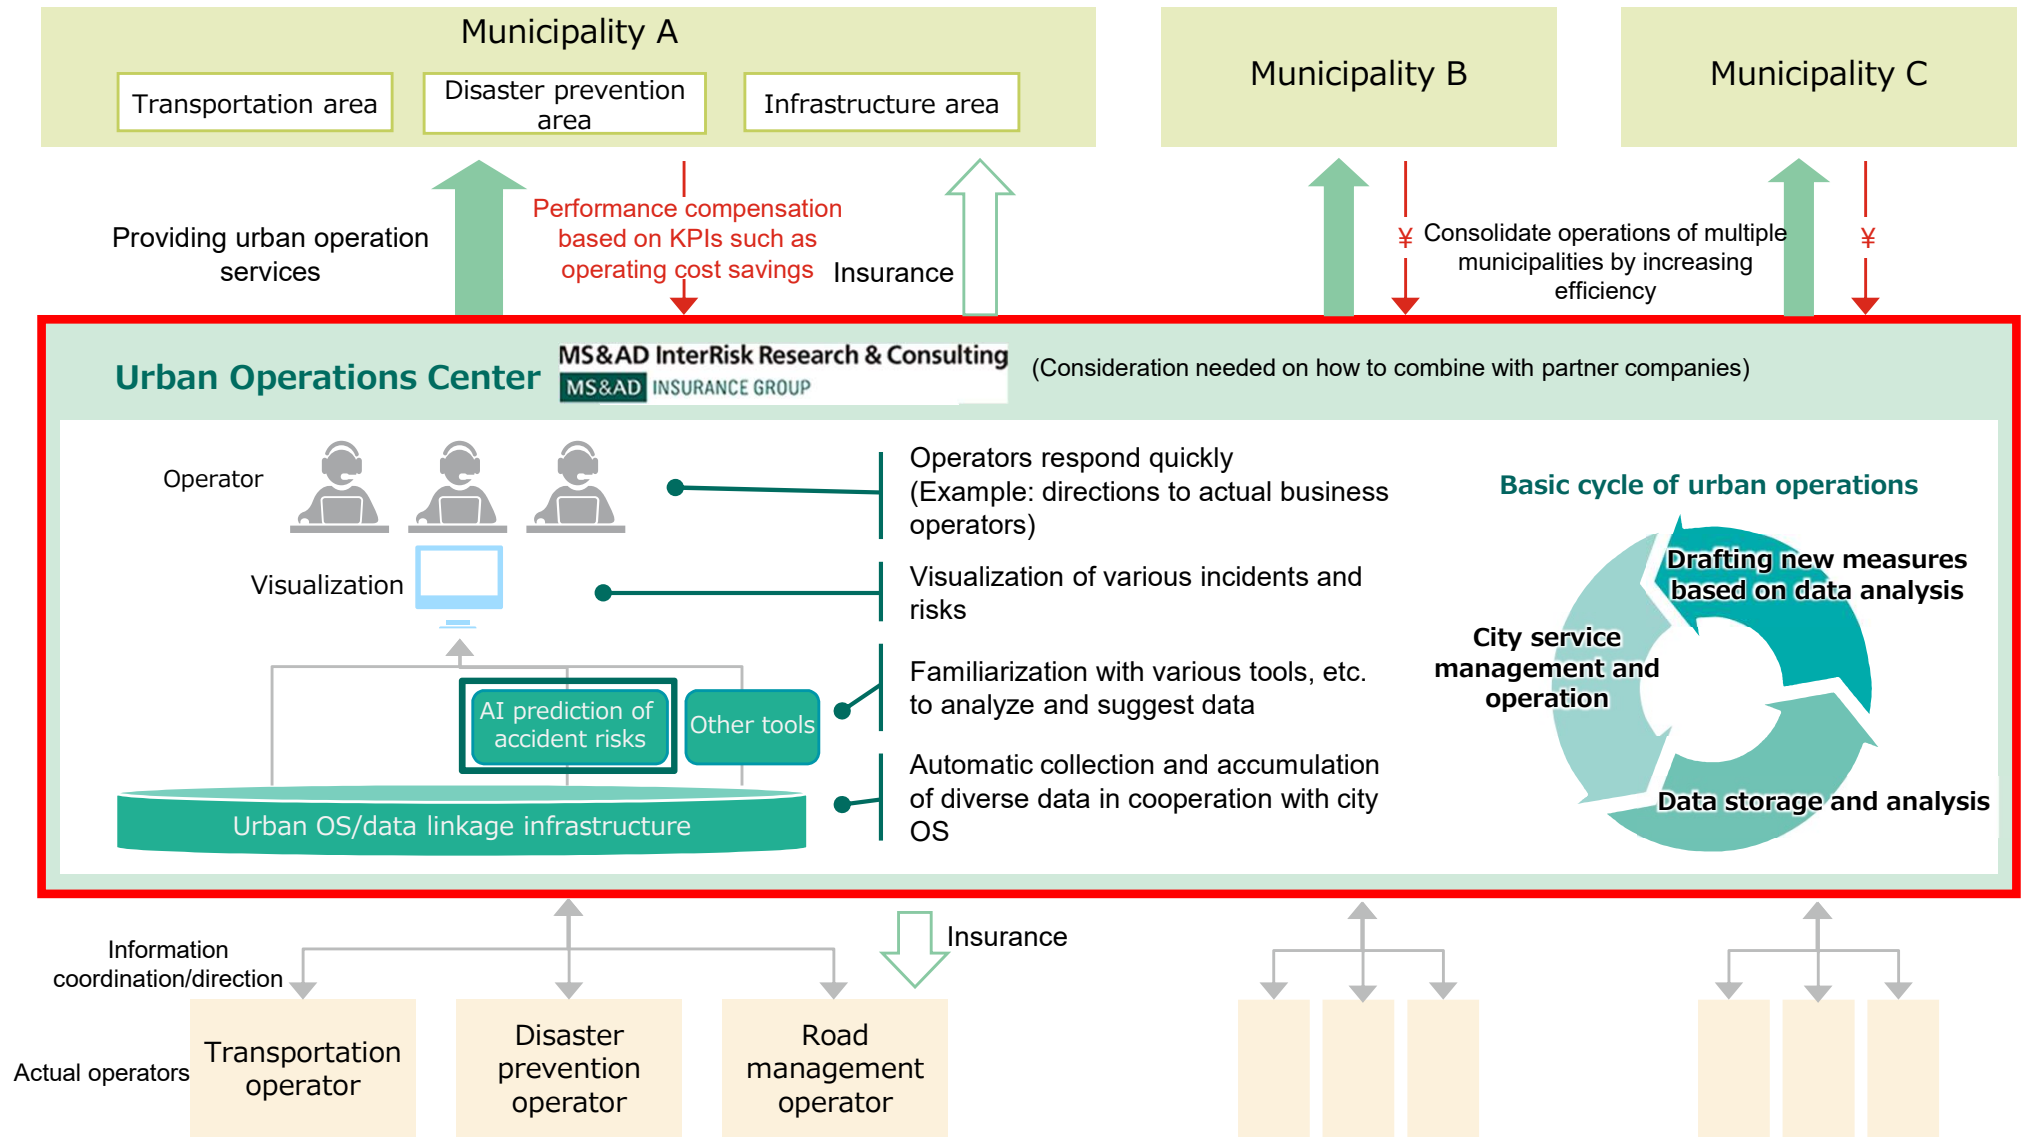 Municipality A
Transportation area
Disaster prevention
area
Infrastructure area
Municipality B
Municipality C
Providing urban operation
services
Performance compensation
based on KPIs such as
operating cost savings
Insurance
¥
Consolidate operations of multiple
municipalities by increasing
efficiency
¥
Urban Operations Center
MS&AD InterRisk Research & Consulting
MS&AD INSURANCE GROUP
(Consideration needed on how to combine with partner companies)
Operator
Operators respond quickly
(Example: directions to actual business
operators)
Visualization
Visualization of various incidents and
risks
AI prediction of
accident risks
Other tools
Familiarization with various tools, etc.
to analyze and suggest data
Urban OS/data linkage infrastructure
Automatic collection and accumulation
of diverse data in cooperation with city
OS
Basic cycle of urban operations
Drafting new measures
based on data analysis
City service
management and
operation
Data storage and analysis
Information
coordination/direction
Insurance
Actual operators
Transportation
operator
Disaster
prevention
operator
Road
management
operator